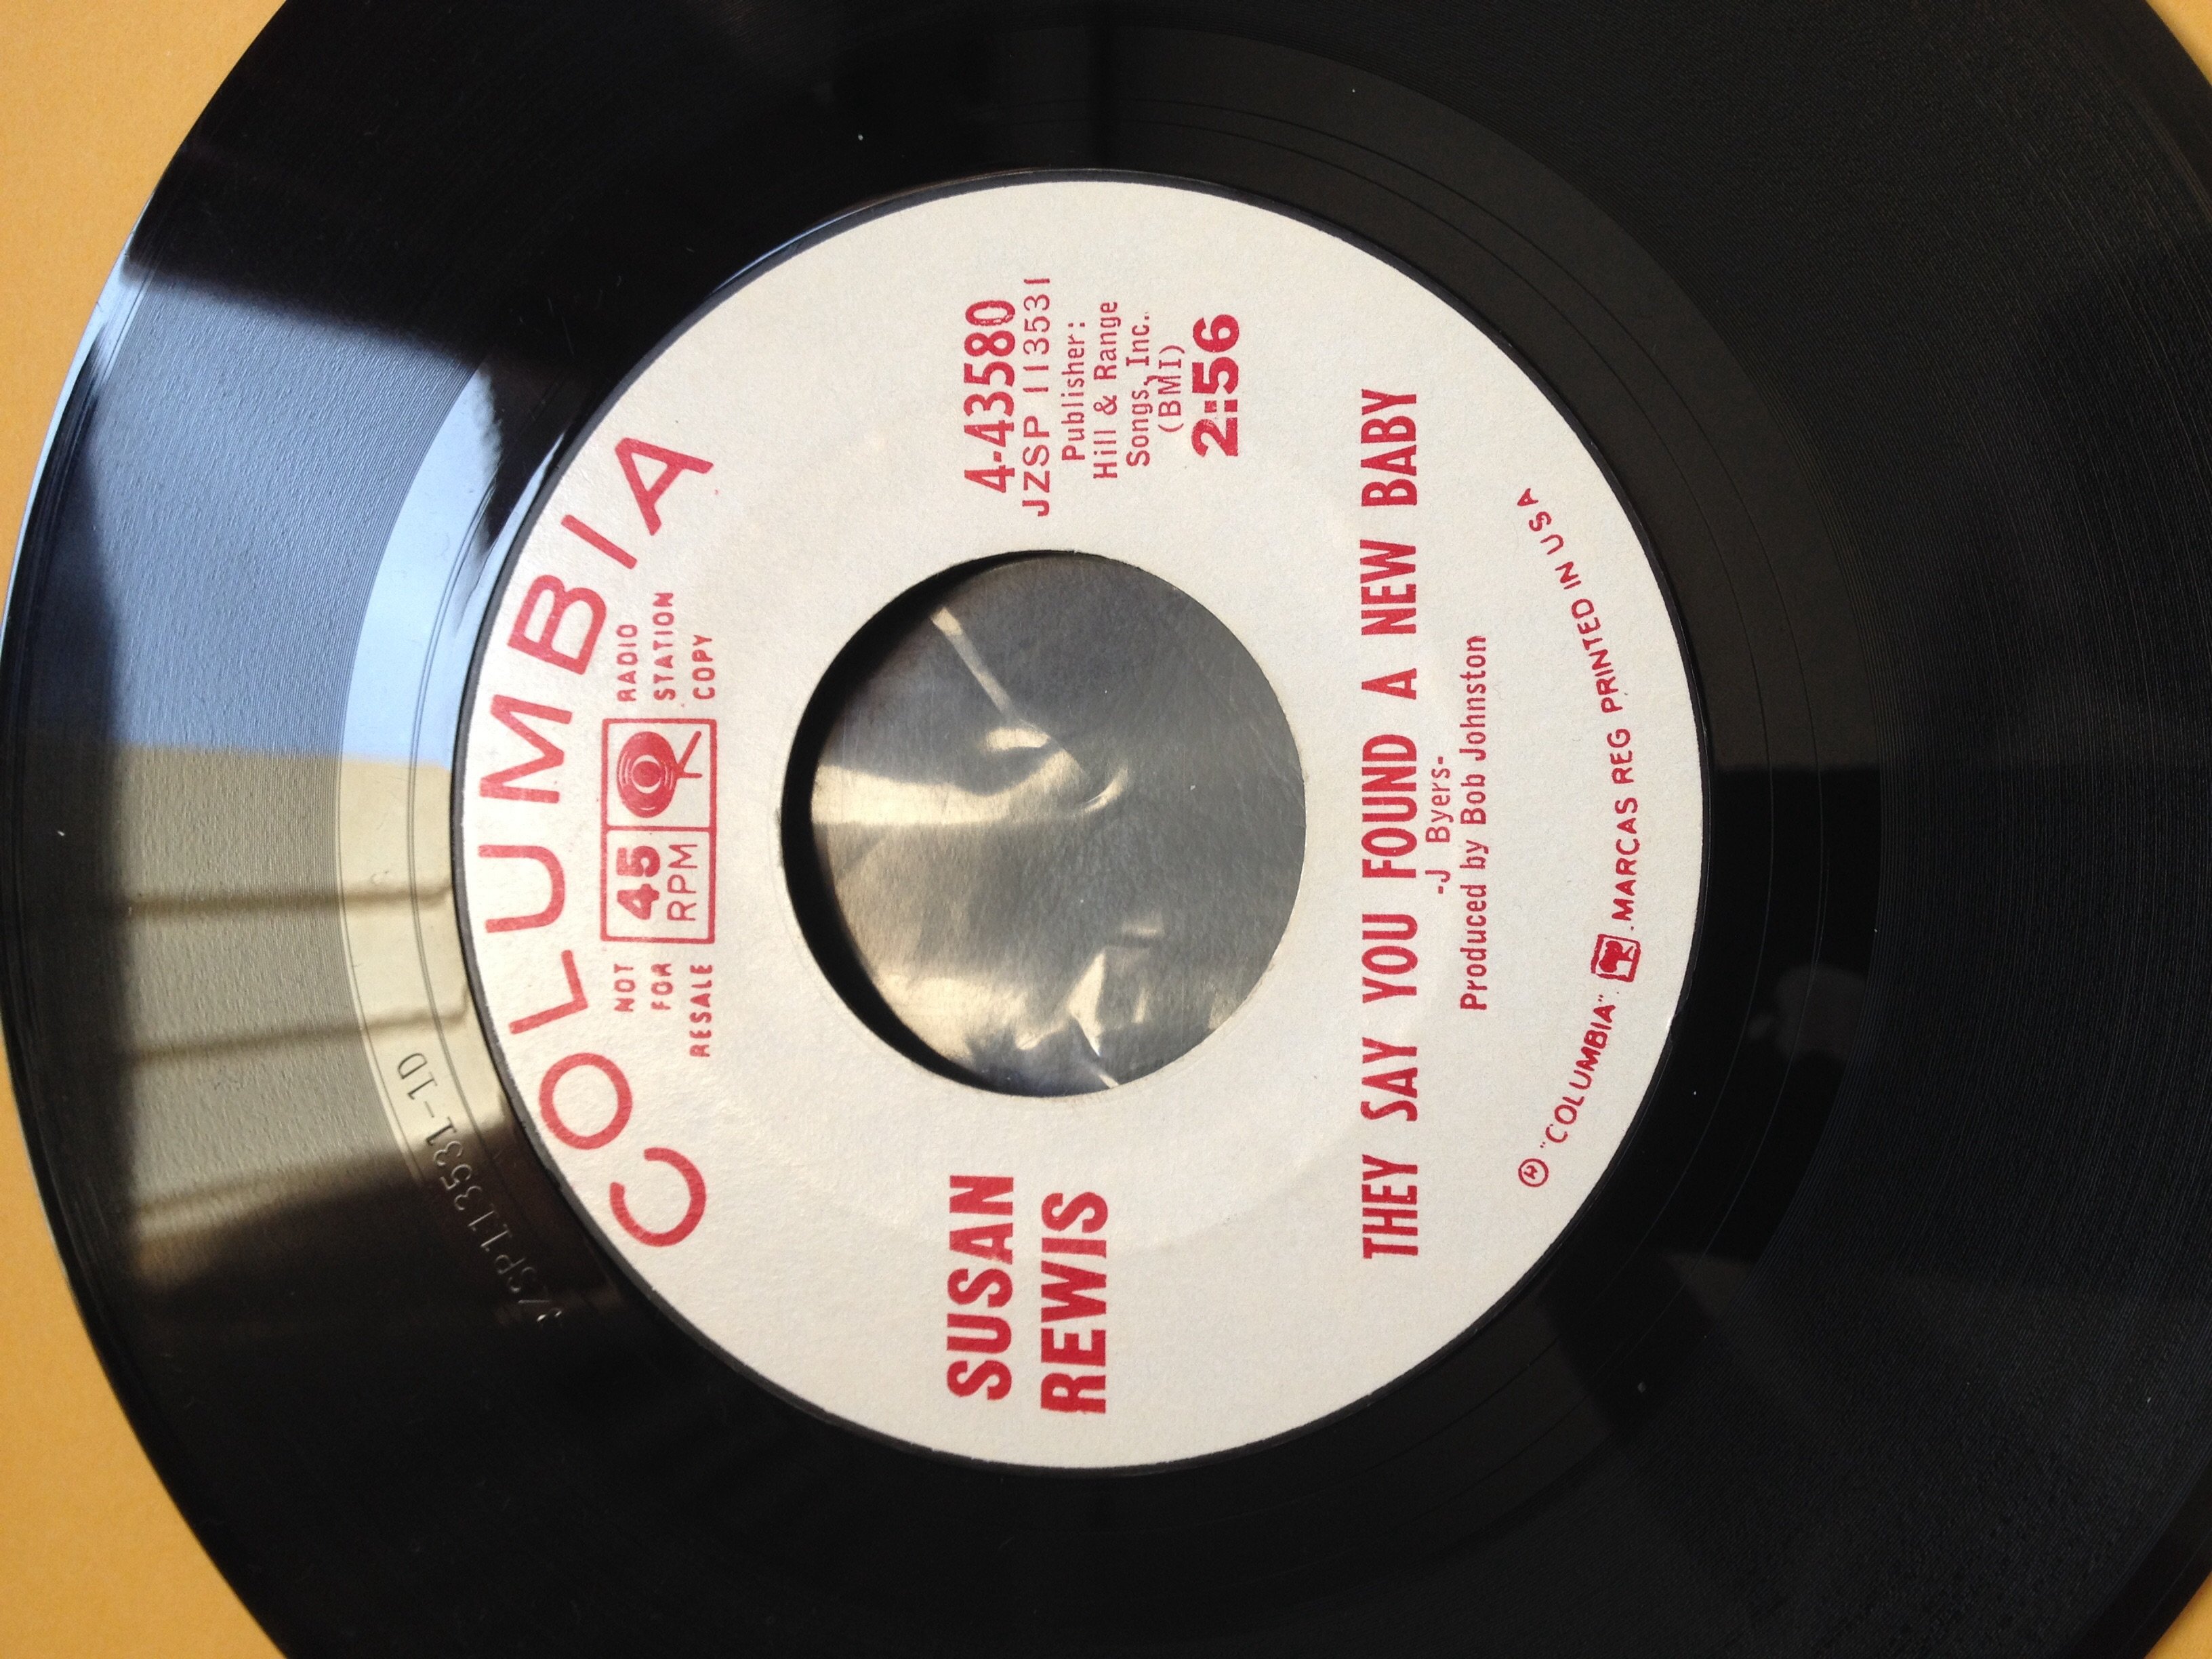 COLUMBIA
NOT
FOR
RESALE
45
RPM
RADIO
STATION
COPY
SUSAN
REWIS
4-43580
JZSP 113531
Publisher:
Hill & Range
Songs, Inc.
(BMI)
2:56
THEY SAY YOU FOUND A NEW BABY
-J Byers-
Produced by Bob Johnston
"COLUMBIA". MARCAS REG PRINTED IN USA
JZSP113531-1D